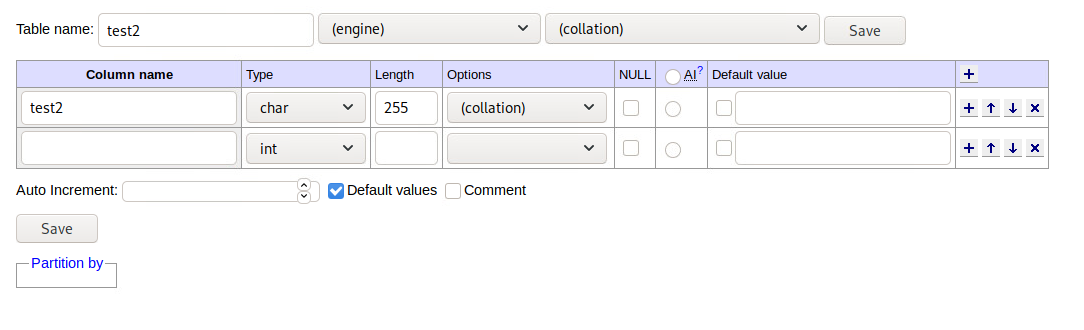 Table name: test2 (engine) (collation) Save
Column name Type Length Options NULL AI? Default value
test2 char 255 (collation)
int
Auto Increment: Default values Comment
Save
Partition by